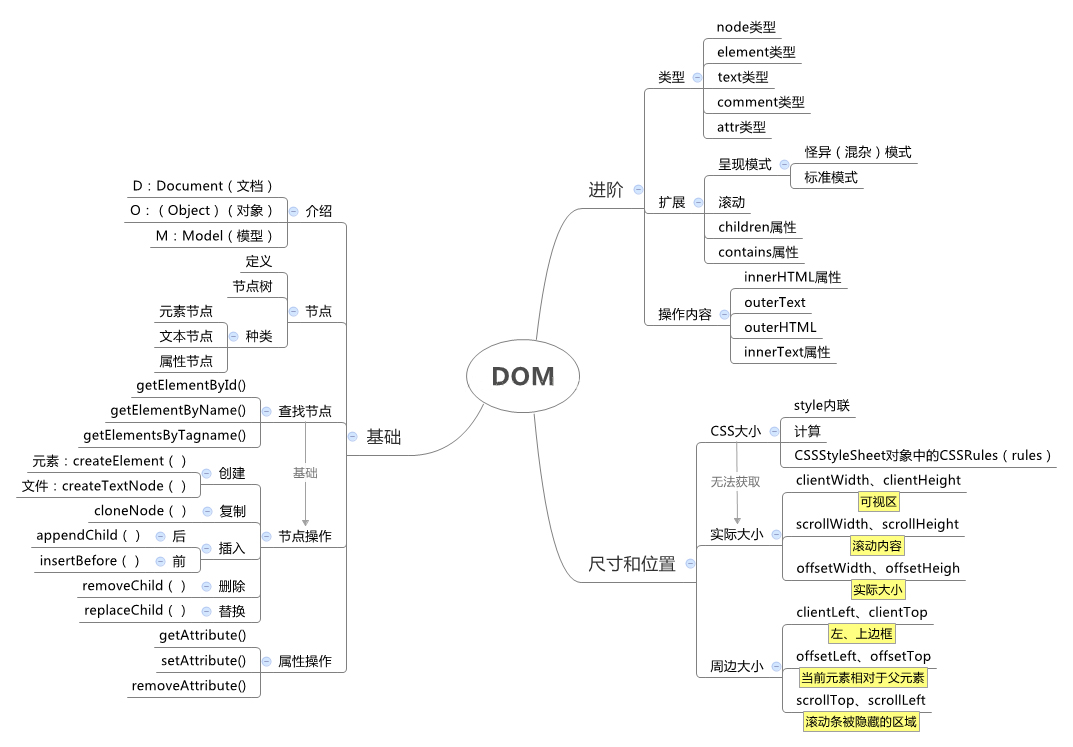 DOM
基础
介绍
D：Document（文档）
O：（Object）（对象）
M：Model（模型）
节点
定义
节点树
种类
元素节点
文本节点
属性节点
查找节点
getElementById()
getElementByName()
getElementsByTagname()
基础
节点操作
创建
元素：createElement（ ）
文件：createTextNode（ ）
复制
cloneNode（ ）
插入
后
appendChild（ ）
前
insertBefore（ ）
删除
removeChild（ ）
替换
replaceChild（ ）
属性操作
getAttribute()
setAttribute()
removeAttribute()
进阶
类型
node类型
element类型
text类型
comment类型
attr类型
扩展
呈现模式
怪异（混杂）模式
标准模式
滚动
children属性
contains属性
操作内容
innerHTML属性
outerText
outerHTML
innerText属性
尺寸和位置
CSS大小
style内联
计算
CSSStyleSheet对象中的CSSRules（rules）
无法获取
实际大小
clientWidth、clientHeight
可视区
scrollWidth、scrollHeight
滚动内容
offsetWidth、offsetHeigh
实际大小
周边大小
clientLeft、clientTop
左、上边框
offsetLeft、offsetTop
当前元素相对于父元素
scrollTop、scrollLeft
滚动条被隐藏的区域